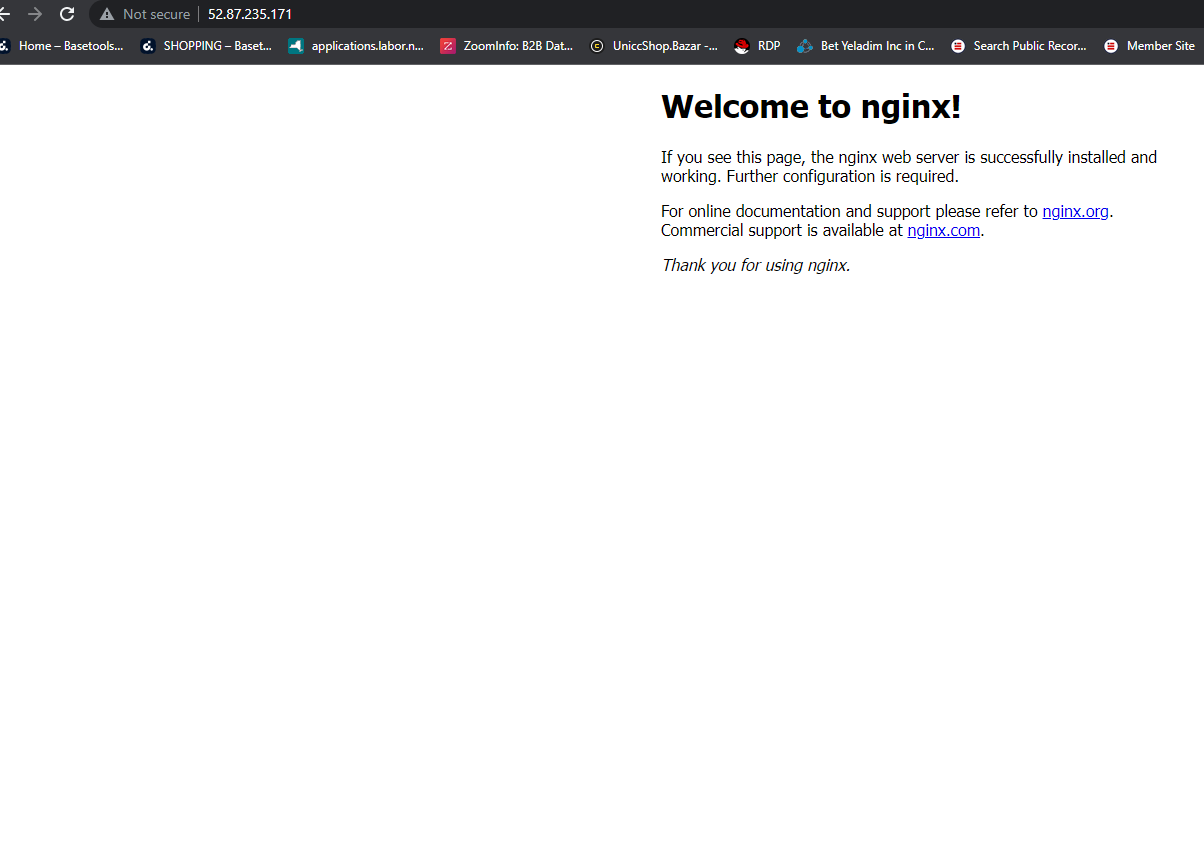 Not secure 52.87.235.171
Home – Basetools... SHOPPING – Baset... applications.labor.n... ZoomInfo: B2B Dat... UniccShop.Bazar -... RDP Bet Yeladim Inc in C... Search Public Recor... Member Site
Welcome to nginx!
If you see this page, the nginx web server is successfully installed and
working. Further configuration is required.
For online documentation and support please refer to nginx.org.
Commercial support is available at nginx.com.
Thank you for using nginx.